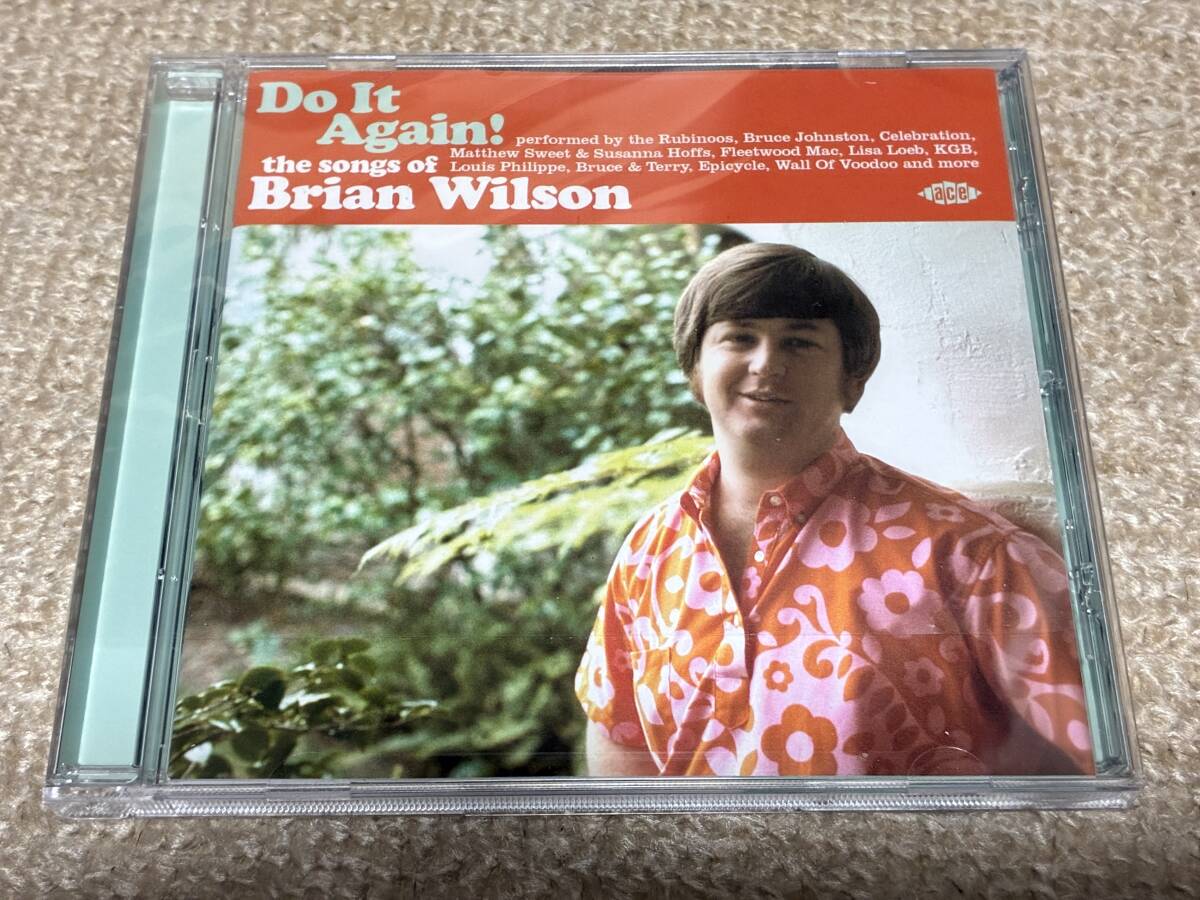 Do It
Again!
performed by the Rubinoos, Bruce Johnston, Celebration,
the songs of Matthew Sweet & Susanna Hoffs, Fleetwood Mac, Lisa Loeb, KGB,
Louis Philippe, Bruce & Terry, Epicycle, Wall Of Voodoo and more
Brian Wilson
ace